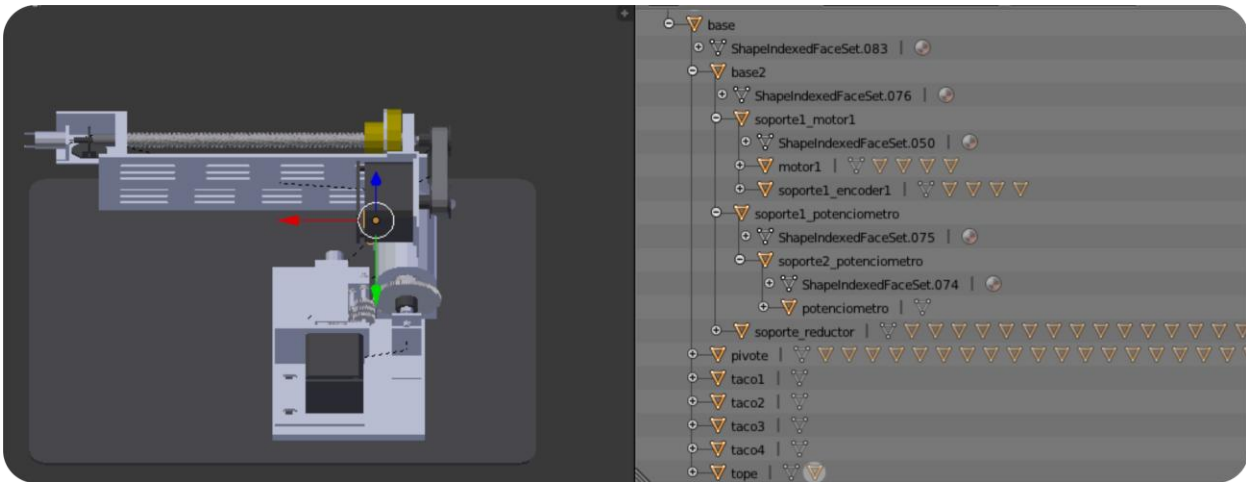 base
ShapeIndexedFaceSet.083
base2
ShapeIndexedFaceSet.076
soporte1_motor1
ShapeIndexedFaceSet.050
motor1
soporte1_encoder1
soporte1_potenciometro
ShapeIndexedFaceSet.075
soporte2_potenciometro
ShapeIndexedFaceSet.074
potenciometro
soporte_reductor
pivote
taco1
taco2
taco3
taco4
tope